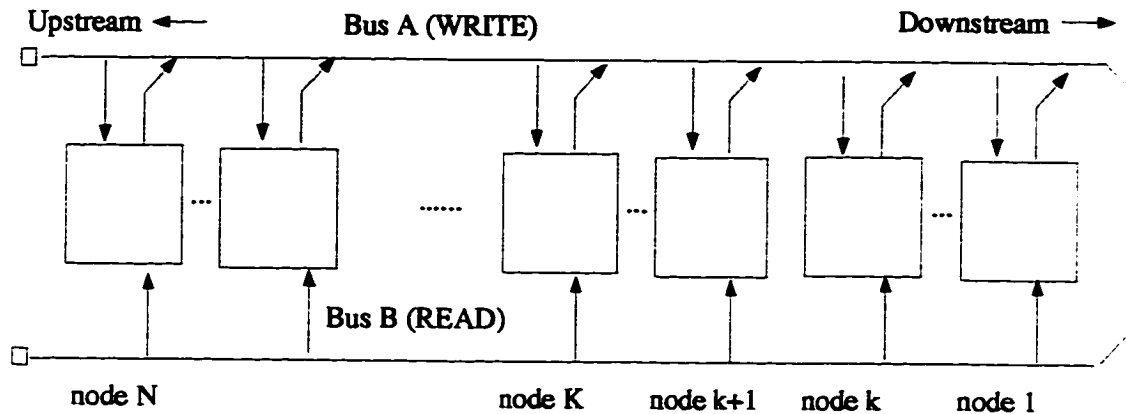 Upstream
Bus A (WRITE)
Downstream
...
......
...
...
Bus B (READ)
node N
node K
node k+1
node k
node 1